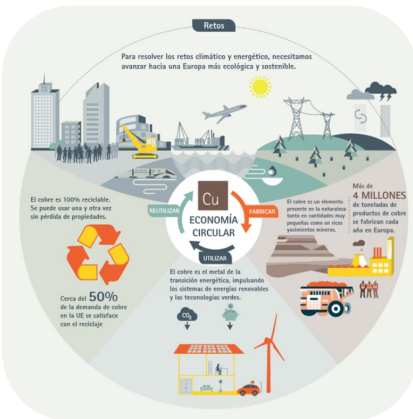 Retos
Para resolver los retos climático y energético, necesitamos
avanzar hacia una Europa más ecológica y sostenible.
El cobre es 100% reciclable.
Se puede usar una y otra vez
sin pérdida de propiedades.
Cerca del 50%
de la demanda de cobre
en la UE se satisface
con el reciclaje
REUTILIZAR
Cu
ECONOMÍA
CIRCULAR
FABRICAR
UTILIZAR
El cobre es un elemento
presente en la naturaleza
tanto en cantidades muy
pequeñas como en ricos
yacimientos mineros.
Más de
4 MILLONES
de toneladas de
productos de cobre
se fabrican cada
año en Europa.
El cobre es el metal de la
transición energética, impulsando
los sistemas de energías renovables
y las teconologías verdes.
CO₂